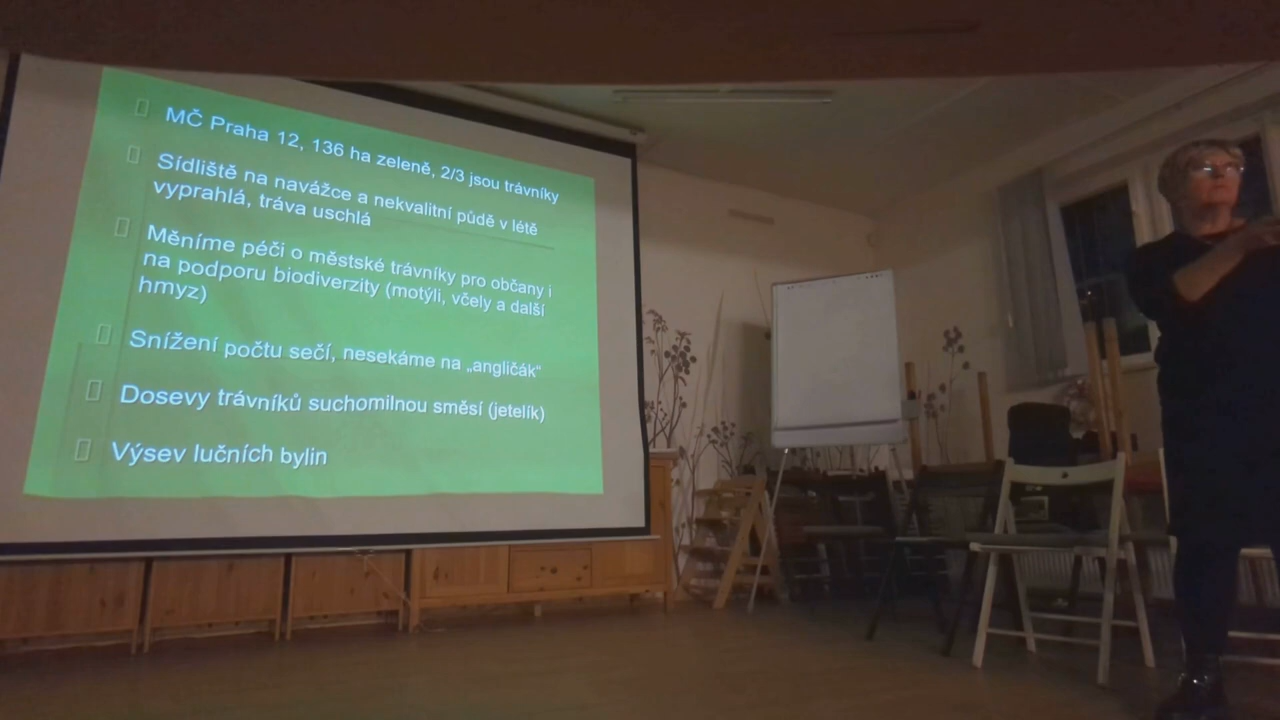 MČ Praha 12, 136 ha zeleně, 2/3 jsou trávníky
Sídliště na navážce a nekvalitní půdě v létě
vyprahlá, tráva uschlá
Měníme péči o městské trávníky pro občany i
na podporu biodiverzity (motýli, včely a další
hmyz)
Snížení počtu sečí, nesekáme na „angličák“
Dosevy trávníků suchomilnou směsí (jetelík)
Výsev lučních bylin